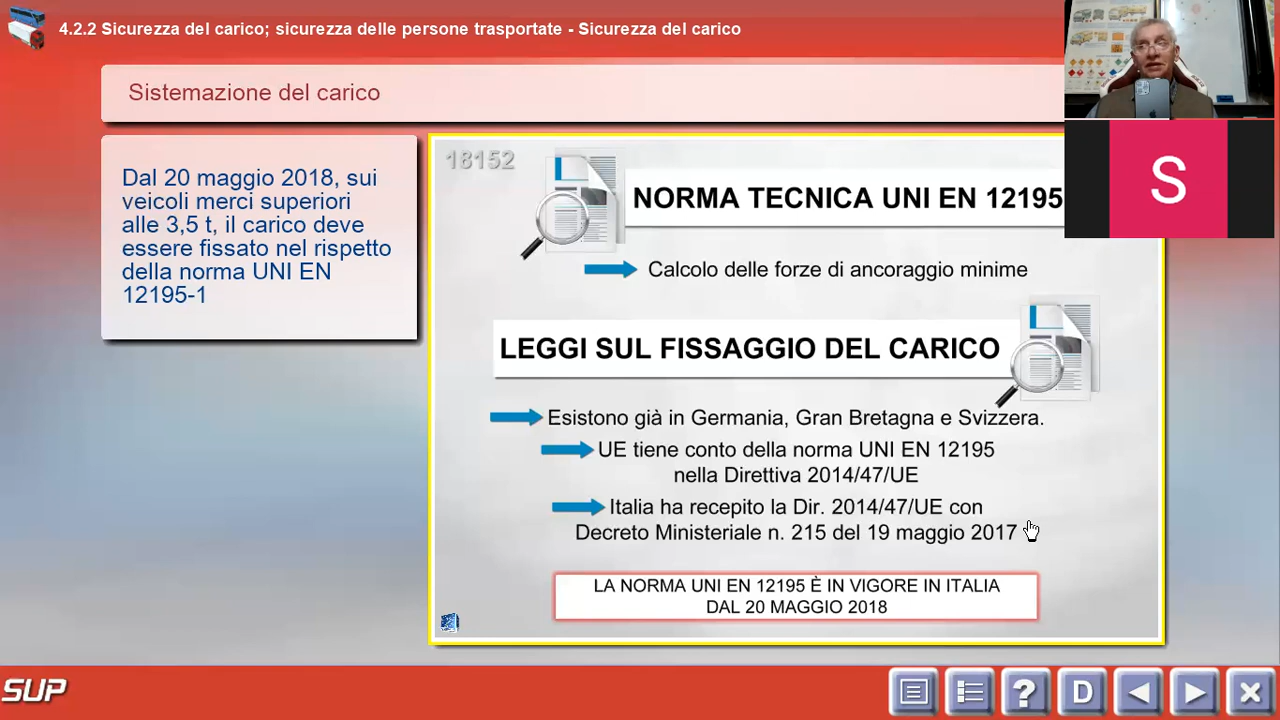 4.2.2 Sicurezza del carico; sicurezza delle persone trasportate - Sicurezza del carico
Sistemazione del carico
Dal 20 maggio 2018, sui
veicoli merci superiori
alle 3,5 t, il carico deve
essere fissato nel rispetto
della norma UNI EN
12195-1
18152
NORMA TECNICA UNI EN 12195
Calcolo delle forze di ancoraggio minime
LEGGI SUL FISSAGGIO DEL CARICO
Esistono già in Germania, Gran Bretagna e Svizzera.
UE tiene conto della norma UNI EN 12195
nella Direttiva 2014/47/UE
Italia ha recepito la Dir. 2014/47/UE con
Decreto Ministeriale n. 215 del 19 maggio 2017
LA NORMA UNI EN 12195 È IN VIGORE IN ITALIA
DAL 20 MAGGIO 2018
S
SUP
? D